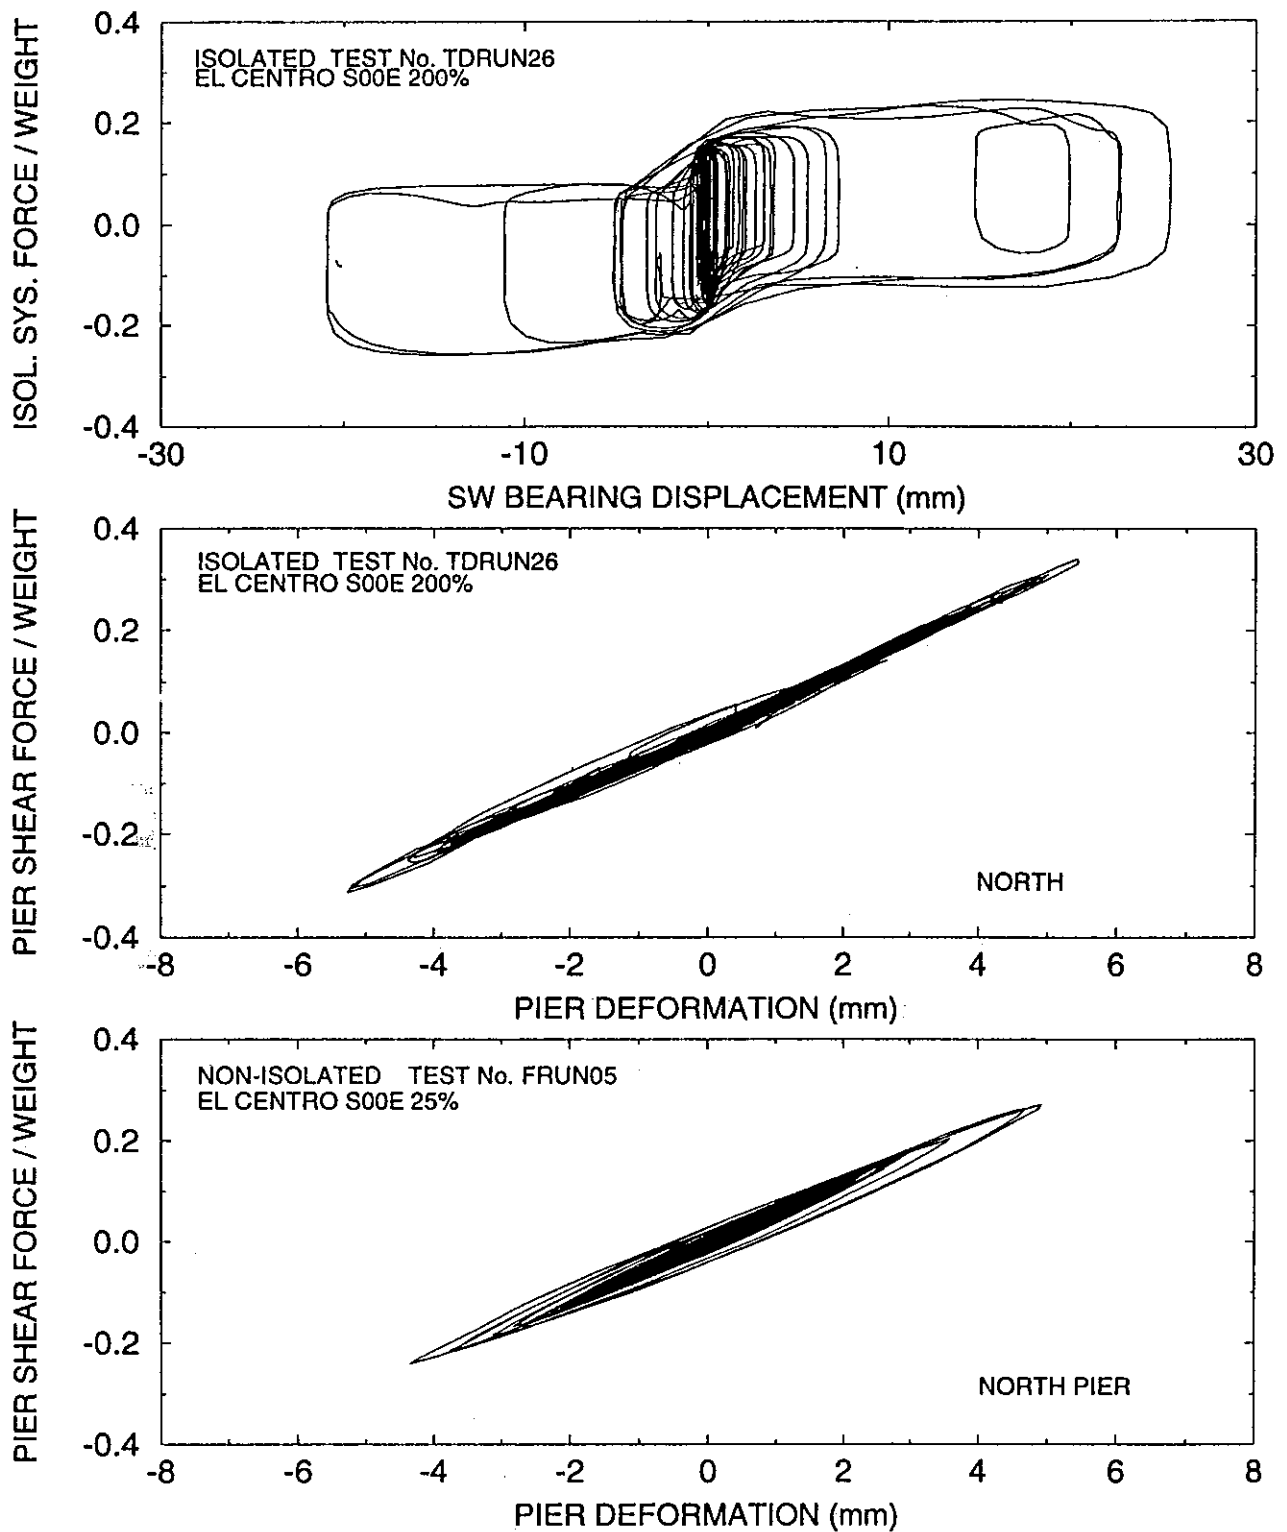 ISOL. SYS. FORCE / WEIGHT
0.4
0.2
0.0
-0.2
-0.4
ISOLATED TEST No. TDRUN26
EL CENTRO S00E 200%
-30
-10
10
30
SW BEARING DISPLACEMENT (mm)
PIER SHEAR FORCE / WEIGHT
0.4
0.2
0.0
-0.2
-0.4
ISOLATED TEST No. TDRUN26
EL CENTRO S00E 200%
NORTH
-8
-6
-4
-2
0
2
4
6
8
PIER DEFORMATION (mm)
PIER SHEAR FORCE / WEIGHT
0.4
0.2
0.0
-0.2
-0.4
NON-ISOLATED TEST No. FRUN05
EL CENTRO S00E 25%
NORTH PIER
-8
-6
-4
-2
0
2
4
6
8
PIER DEFORMATION (mm)